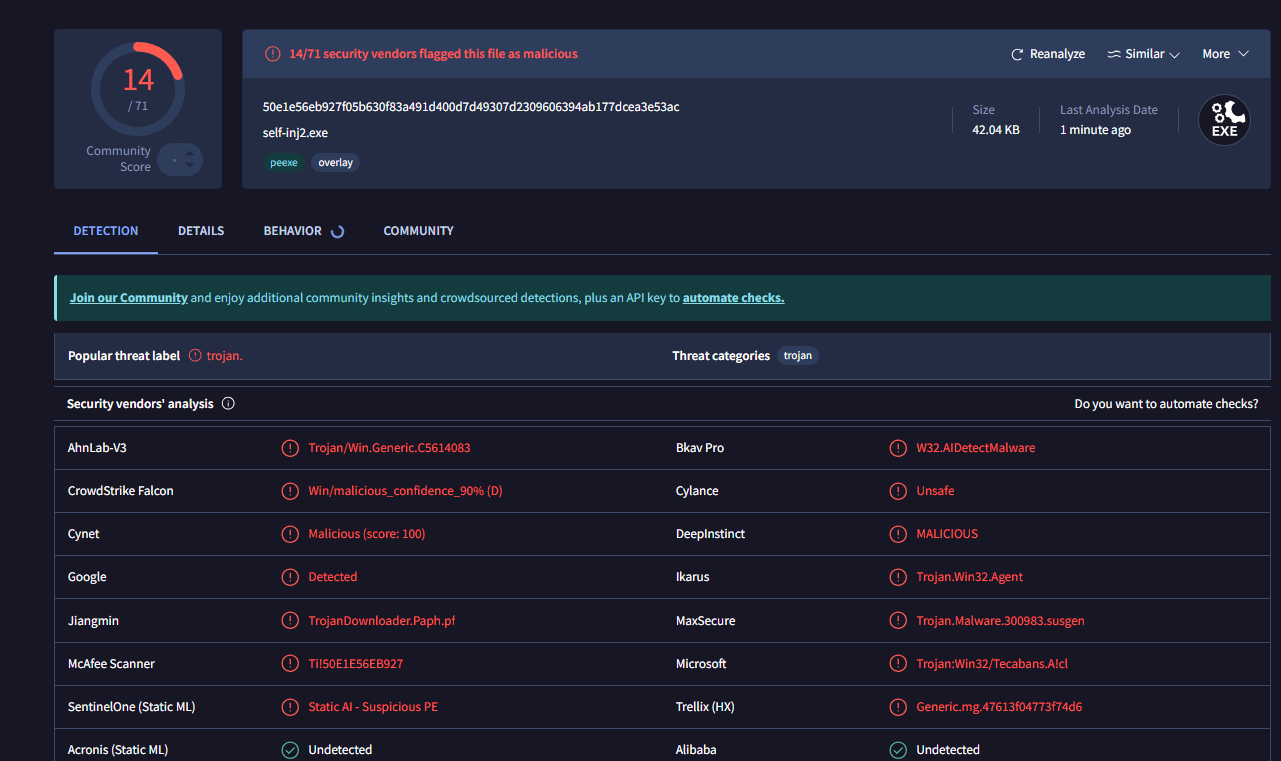 14
/ 71
Community
Score
14/71 security vendors flagged this file as malicious
Reanalyze
Similar
More
50e1e56eb927f05b630f83a491d400d7d49307d2309606394ab177dcea3e53ac
self-inj2.exe
peexe
overlay
Size
42.04 KB
Last Analysis Date
1 minute ago
EXE
DETECTION
DETAILS
BEHAVIOR
COMMUNITY
Join our Community and enjoy additional community insights and crowdsourced detections, plus an API key to automate checks.
Popular threat label trojan.
Threat categories trojan
Security vendors' analysis
Do you want to automate checks?
AhnLab-V3 Trojan/Win.Generic.C5614083
Bkav Pro W32.AIDetectMalware
CrowdStrike Falcon Win/malicious_confidence_90% (D)
Cylance Unsafe
Cynet Malicious (score: 100)
DeepInstinct MALICIOUS
Google Detected
Ikarus Trojan.Win32.Agent
Jiangmin TrojanDownloader.Paph.pf
MaxSecure Trojan.Malware.300983.susgen
McAfee Scanner Ti!50E1E56EB927
Microsoft Trojan:Win32/Tecabans.A!cl
SentinelOne (Static ML) Static AI - Suspicious PE
Trellix (HX) Generic.mg.47613f04773f74d6
Acronis (Static ML) Undetected
Alibaba Undetected